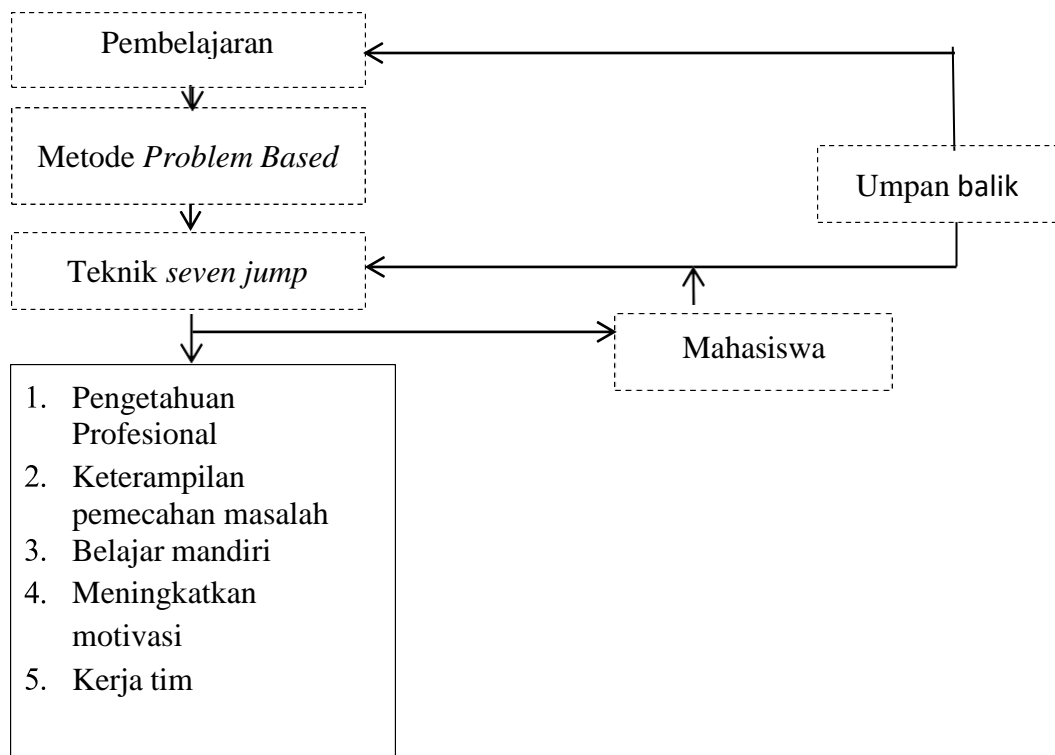 Pembelajaran
Metode Problem Based
Umpan balik
Teknik seven jump
Mahasiswa
1. Pengetahuan
Profesional
2. Keterampilan
pemecahan masalah
3. Belajar mandiri
4. Meningkatkan
motivasi
5. Kerja tim